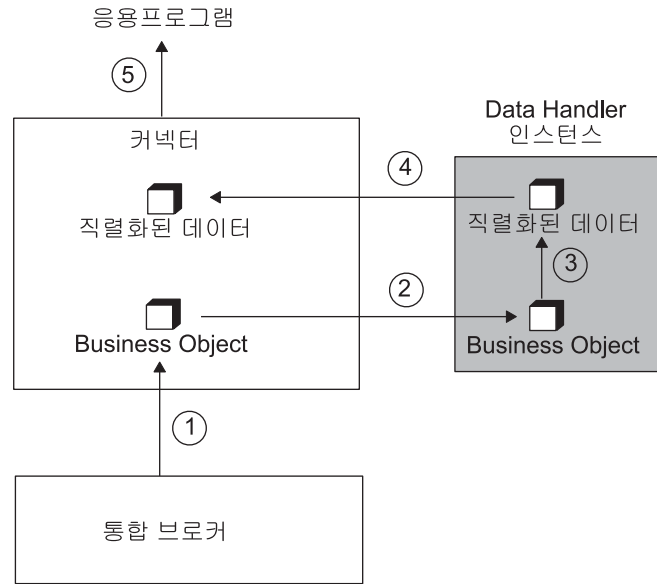 응용프로그램
⑤
Data Handler
인스턴스
커넥터
④
직렬화된 데이터
직렬화된 데이터
③
②
Business Object
Business Object
①
통합 브로커